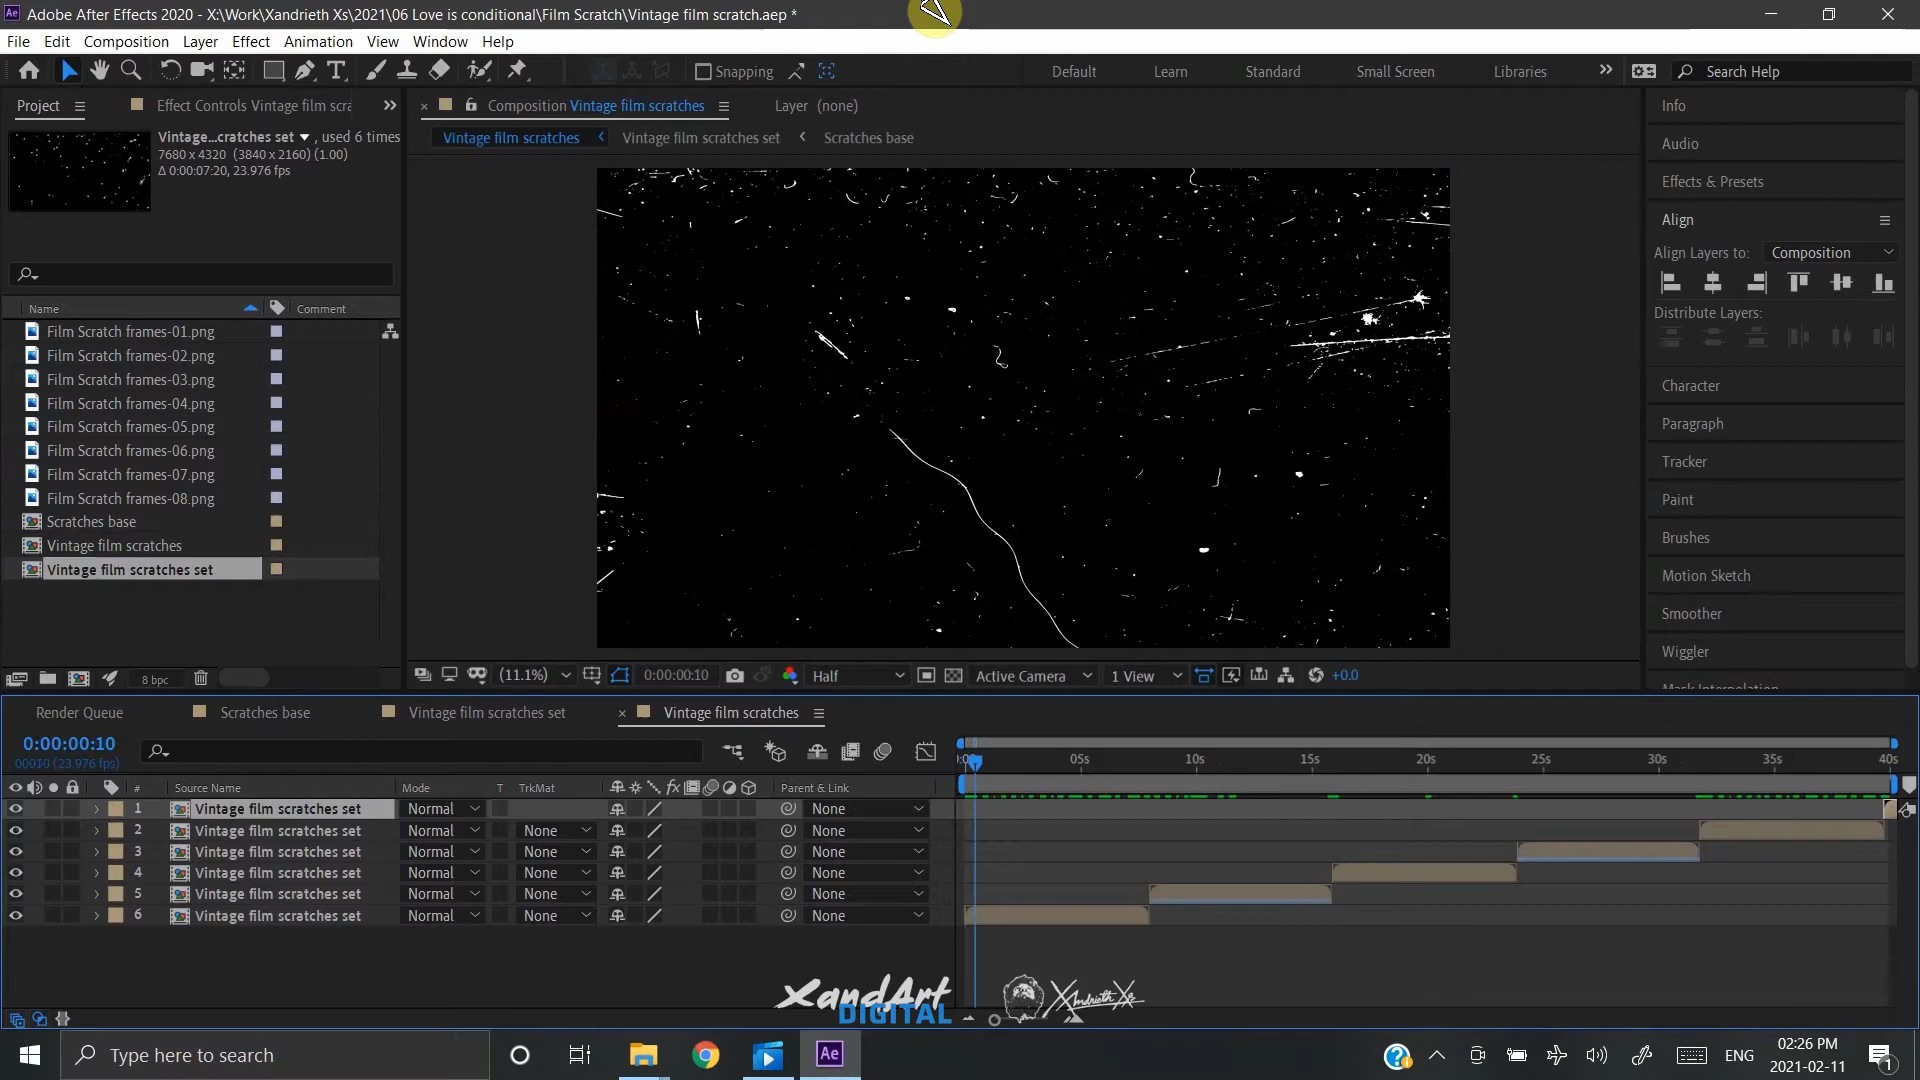 Ae Adobe After Effects 2020 - X:\Work\Xandrieth Xs\2021\06 Love is conditional\Film Scratch\Vintage film scratch.aep *
File Edit Composition Layer Effect Animation View Window Help
Snapping Default Learn Standard Small Screen Libraries Search Help
Project Effect Controls Vintage film scra
Composition Vintage film scratches Layer (none)
Vintage...cratches set , used 6 times
7680 x 4320 (3840 x 2160) (1.00)
Δ 0:00:07:20, 23.976 fps
Vintage film scratches Vintage film scratches set Scratches base
Info
Audio
Effects & Presets
Align
Align Layers to: Composition
Distribute Layers:
Character
Paragraph
Tracker
Paint
Brushes
Motion Sketch
Smoother
Wiggler
Mask Interpolation
Name Comment
Film Scratch frames-01.png
Film Scratch frames-02.png
Film Scratch frames-03.png
Film Scratch frames-04.png
Film Scratch frames-05.png
Film Scratch frames-06.png
Film Scratch frames-07.png
Film Scratch frames-08.png
Scratches base
Vintage film scratches
Vintage film scratches set
8 bpc
(11.1%) 0:00:00:10 Half Active Camera 1 View +0.0
Render Queue Scratches base Vintage film scratches set Vintage film scratches
0:00:00:10
00010 (23.976 fps)
05s 10s 15s 20s 25s 30s 35s 40s
# Source Name Mode T TrkMat fx Parent & Link
1 Vintage film scratches set Normal None
2 Vintage film scratches set Normal None None
3 Vintage film scratches set Normal None None
4 Vintage film scratches set Normal None None
5 Vintage film scratches set Normal None None
6 Vintage film scratches set Normal None None
XandArt
DIGITAL
Xandrieth Xs
Type here to search
Ae
ENG
02:26 PM
2021-02-11
1